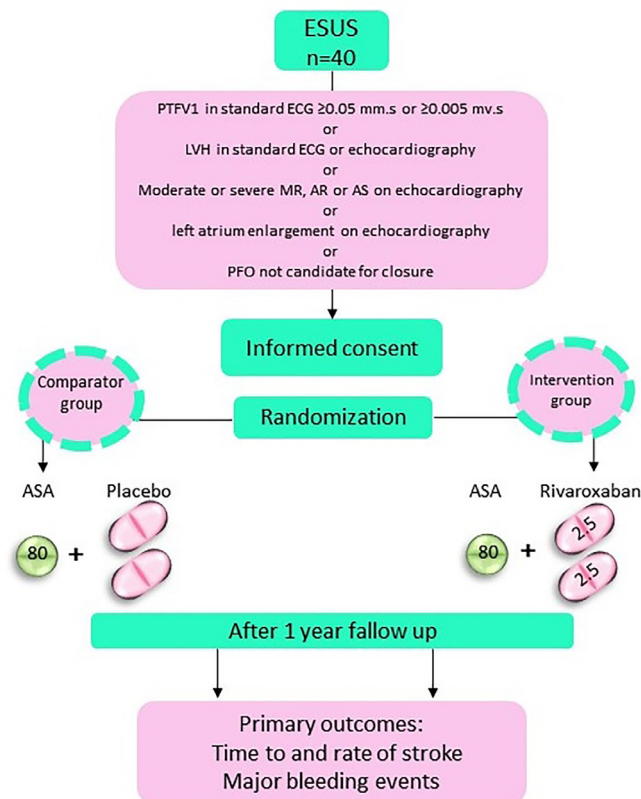 ESUS
n=40
PTFV1 in standard ECG ≥0.05 mm.s or ≥0.005 mv.s
or
LVH in standard ECG or echocardiography
or
Moderate or severe MR, AR or AS on echocardiography
or
left atrium enlargement on echocardiography
or
PFO not candidate for closure
Informed consent
Comparator
group
Randomization
Intervention
group
ASA
Placebo
80
+
ASA
Rivaroxaban
80
+
2.5
2.5
After 1 year fallow up
Primary outcomes:
Time to and rate of stroke
Major bleeding events